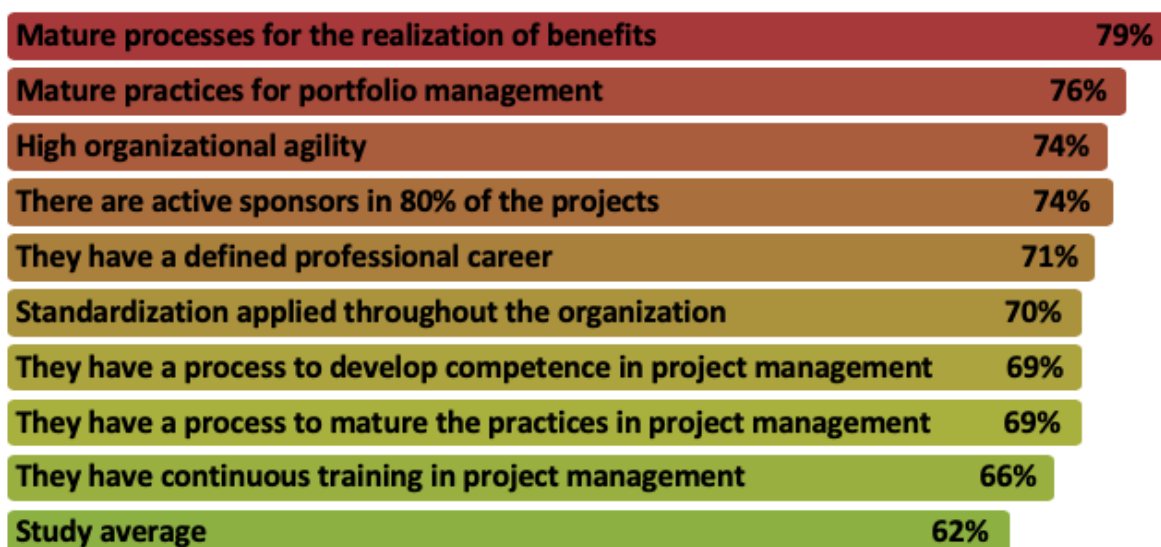 Mature processes for the realization of benefits 79%
Mature practices for portfolio management 76%
High organizational agility 74%
There are active sponsors in 80% of the projects 74%
They have a defined professional career 71%
Standardization applied throughout the organization 70%
They have a process to develop competence in project management 69%
They have a process to mature the practices in project management 69%
They have continuous training in project management 66%
Study average 62%